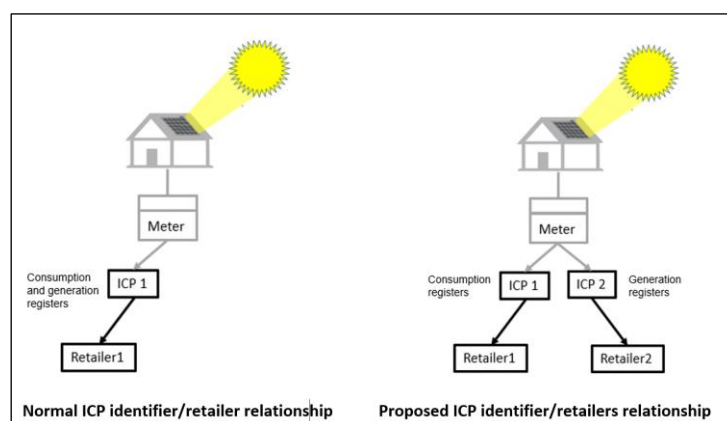 Meter
Consumption
and generation
registers
ICP 1
Retailer1
Normal ICP identifier/retailer relationship
Meter
Consumption
registers
ICP 1
ICP 2
Generation
registers
Retailer1
Retailer2
Proposed ICP identifier/retailers relationship